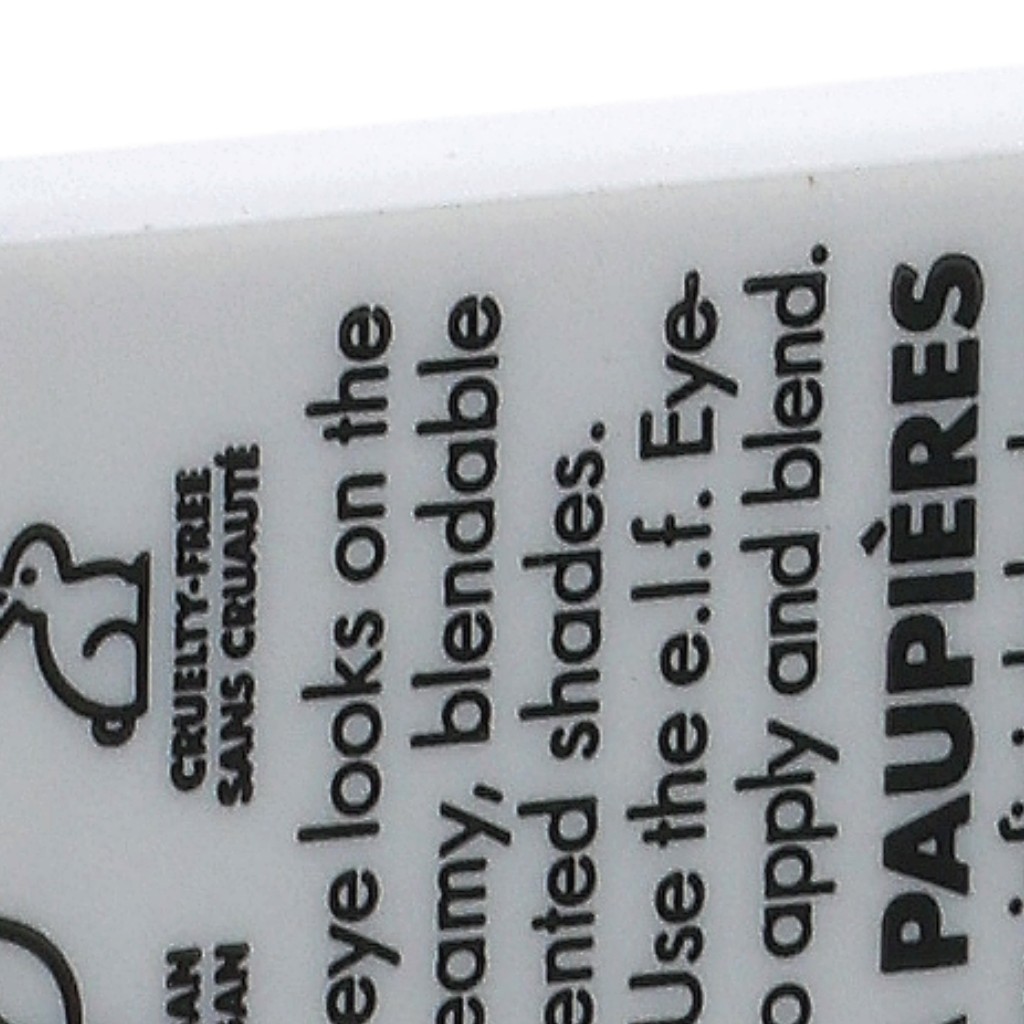 CRUELTY-FREE
SANS CRUAUTÉ
eye looks on the
eamy, blendable
ented shades.
Use the e.l.f. Eye-
o apply and blend.
PAUPIÈRES